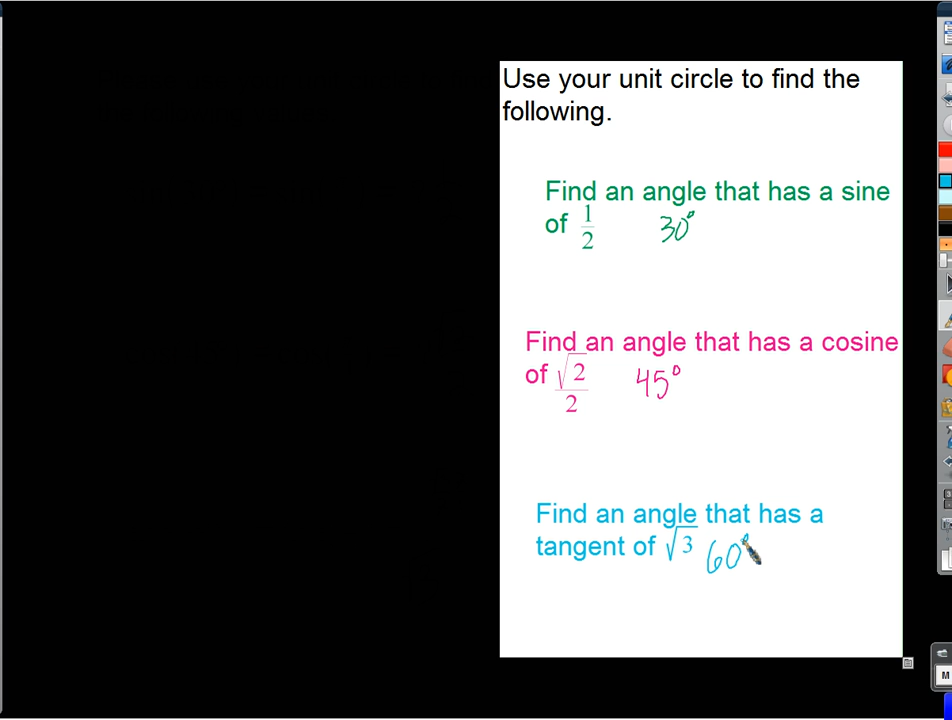 Use your unit circle to find the
following.
Find an angle that has a sine
of 1/2 30°
Find an angle that has a cosine
of √2/2 45°
Find an angle that has a
tangent of √3 60°
M